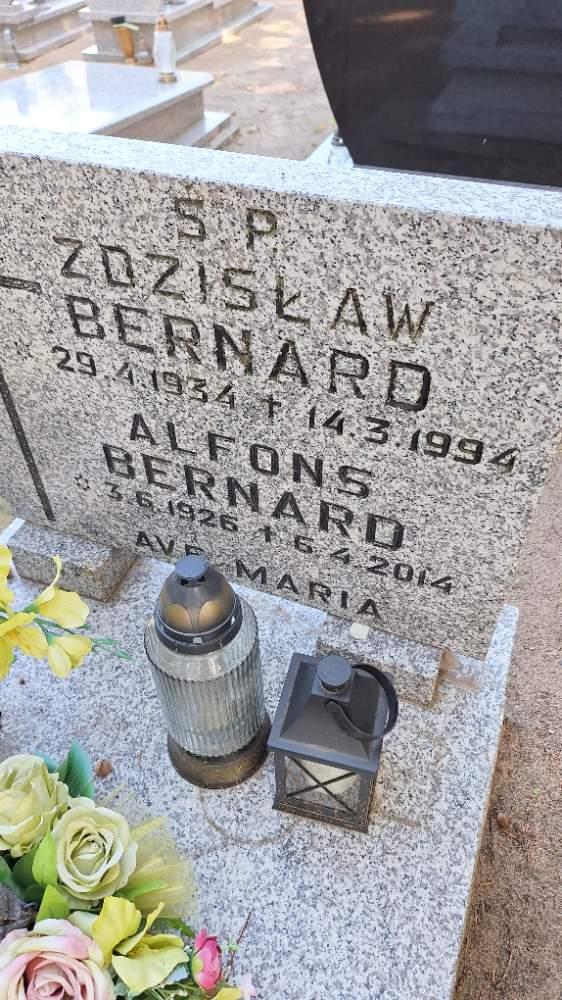 Ś P.
ZDZISŁAW
BERNARD
29.4.1934 † 14.3.1994
ALFONS
BERNARD
* 3.6.1926 † 6.4.2014
AVE MARIA